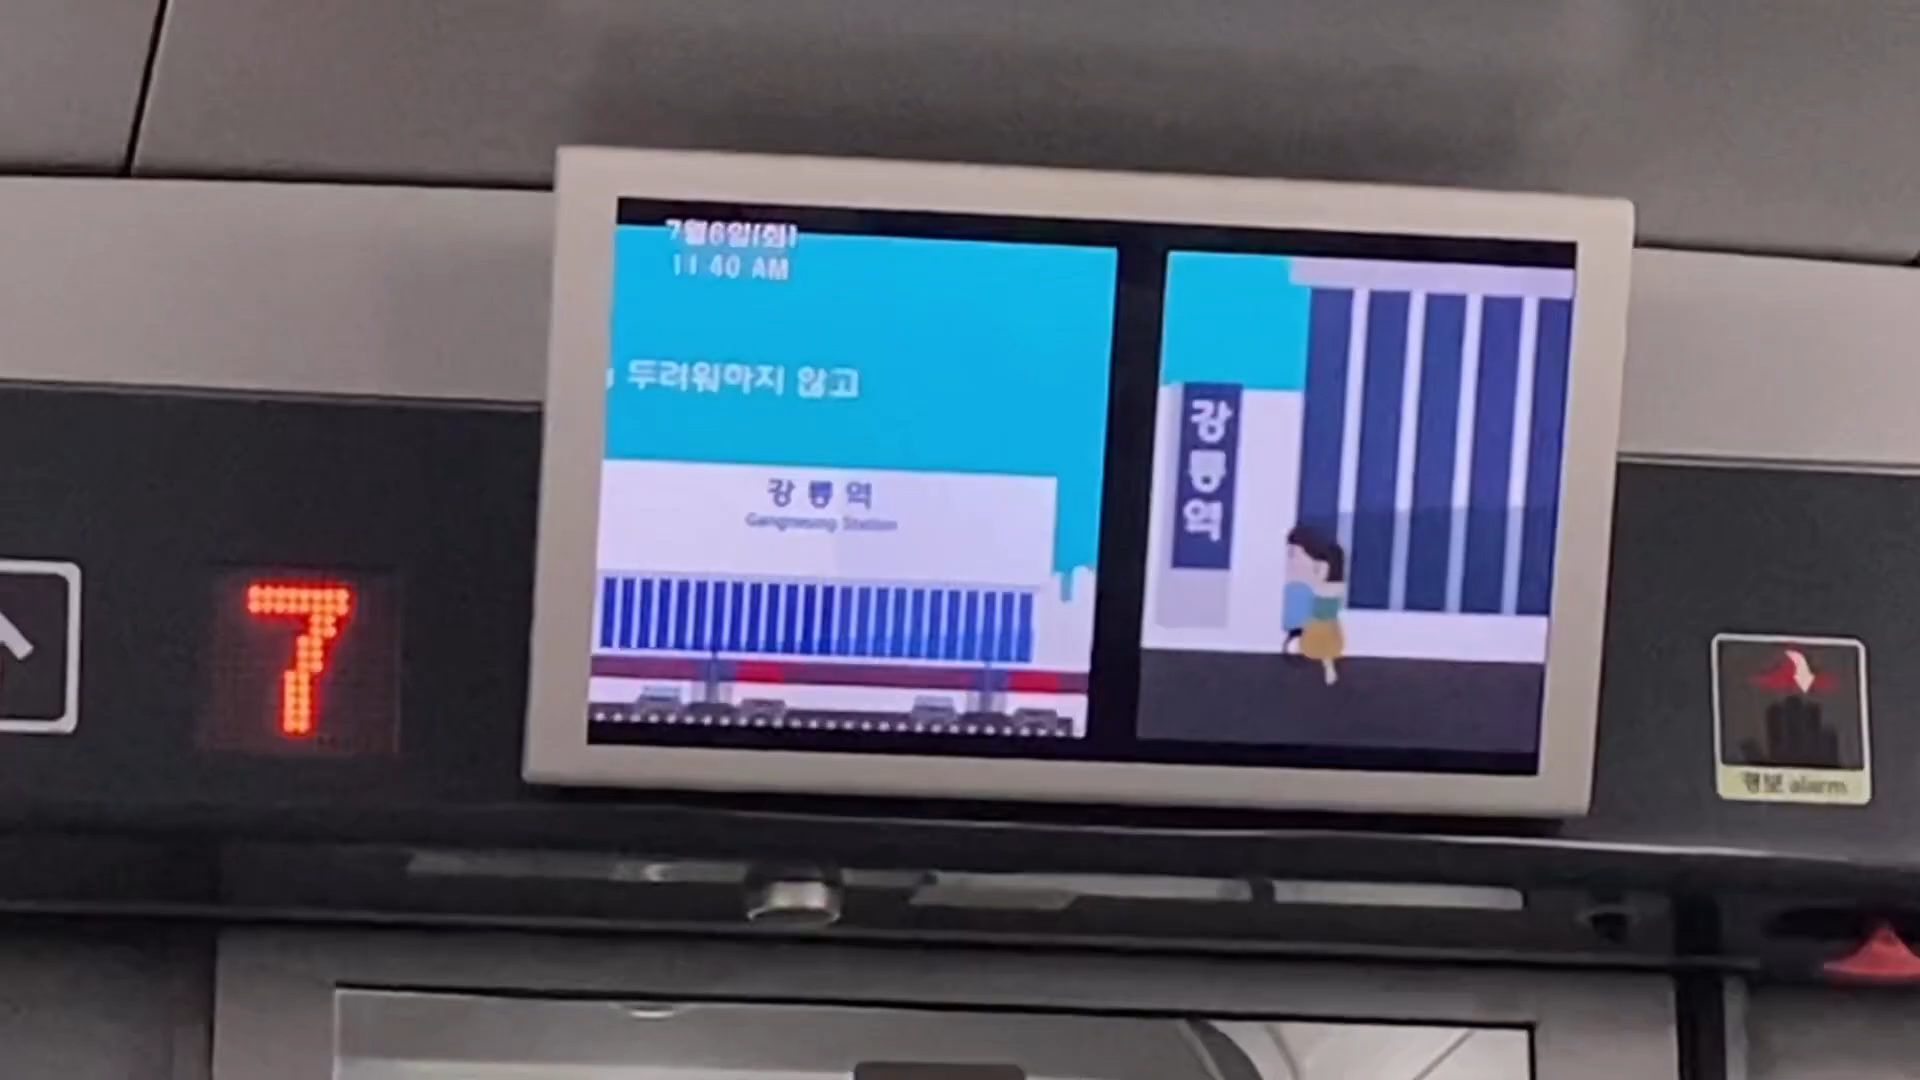 7월6일(화)
11 40 AM
두려워하지 않고
강릉역
Gangneung Station
강릉역
7
경보 alarm